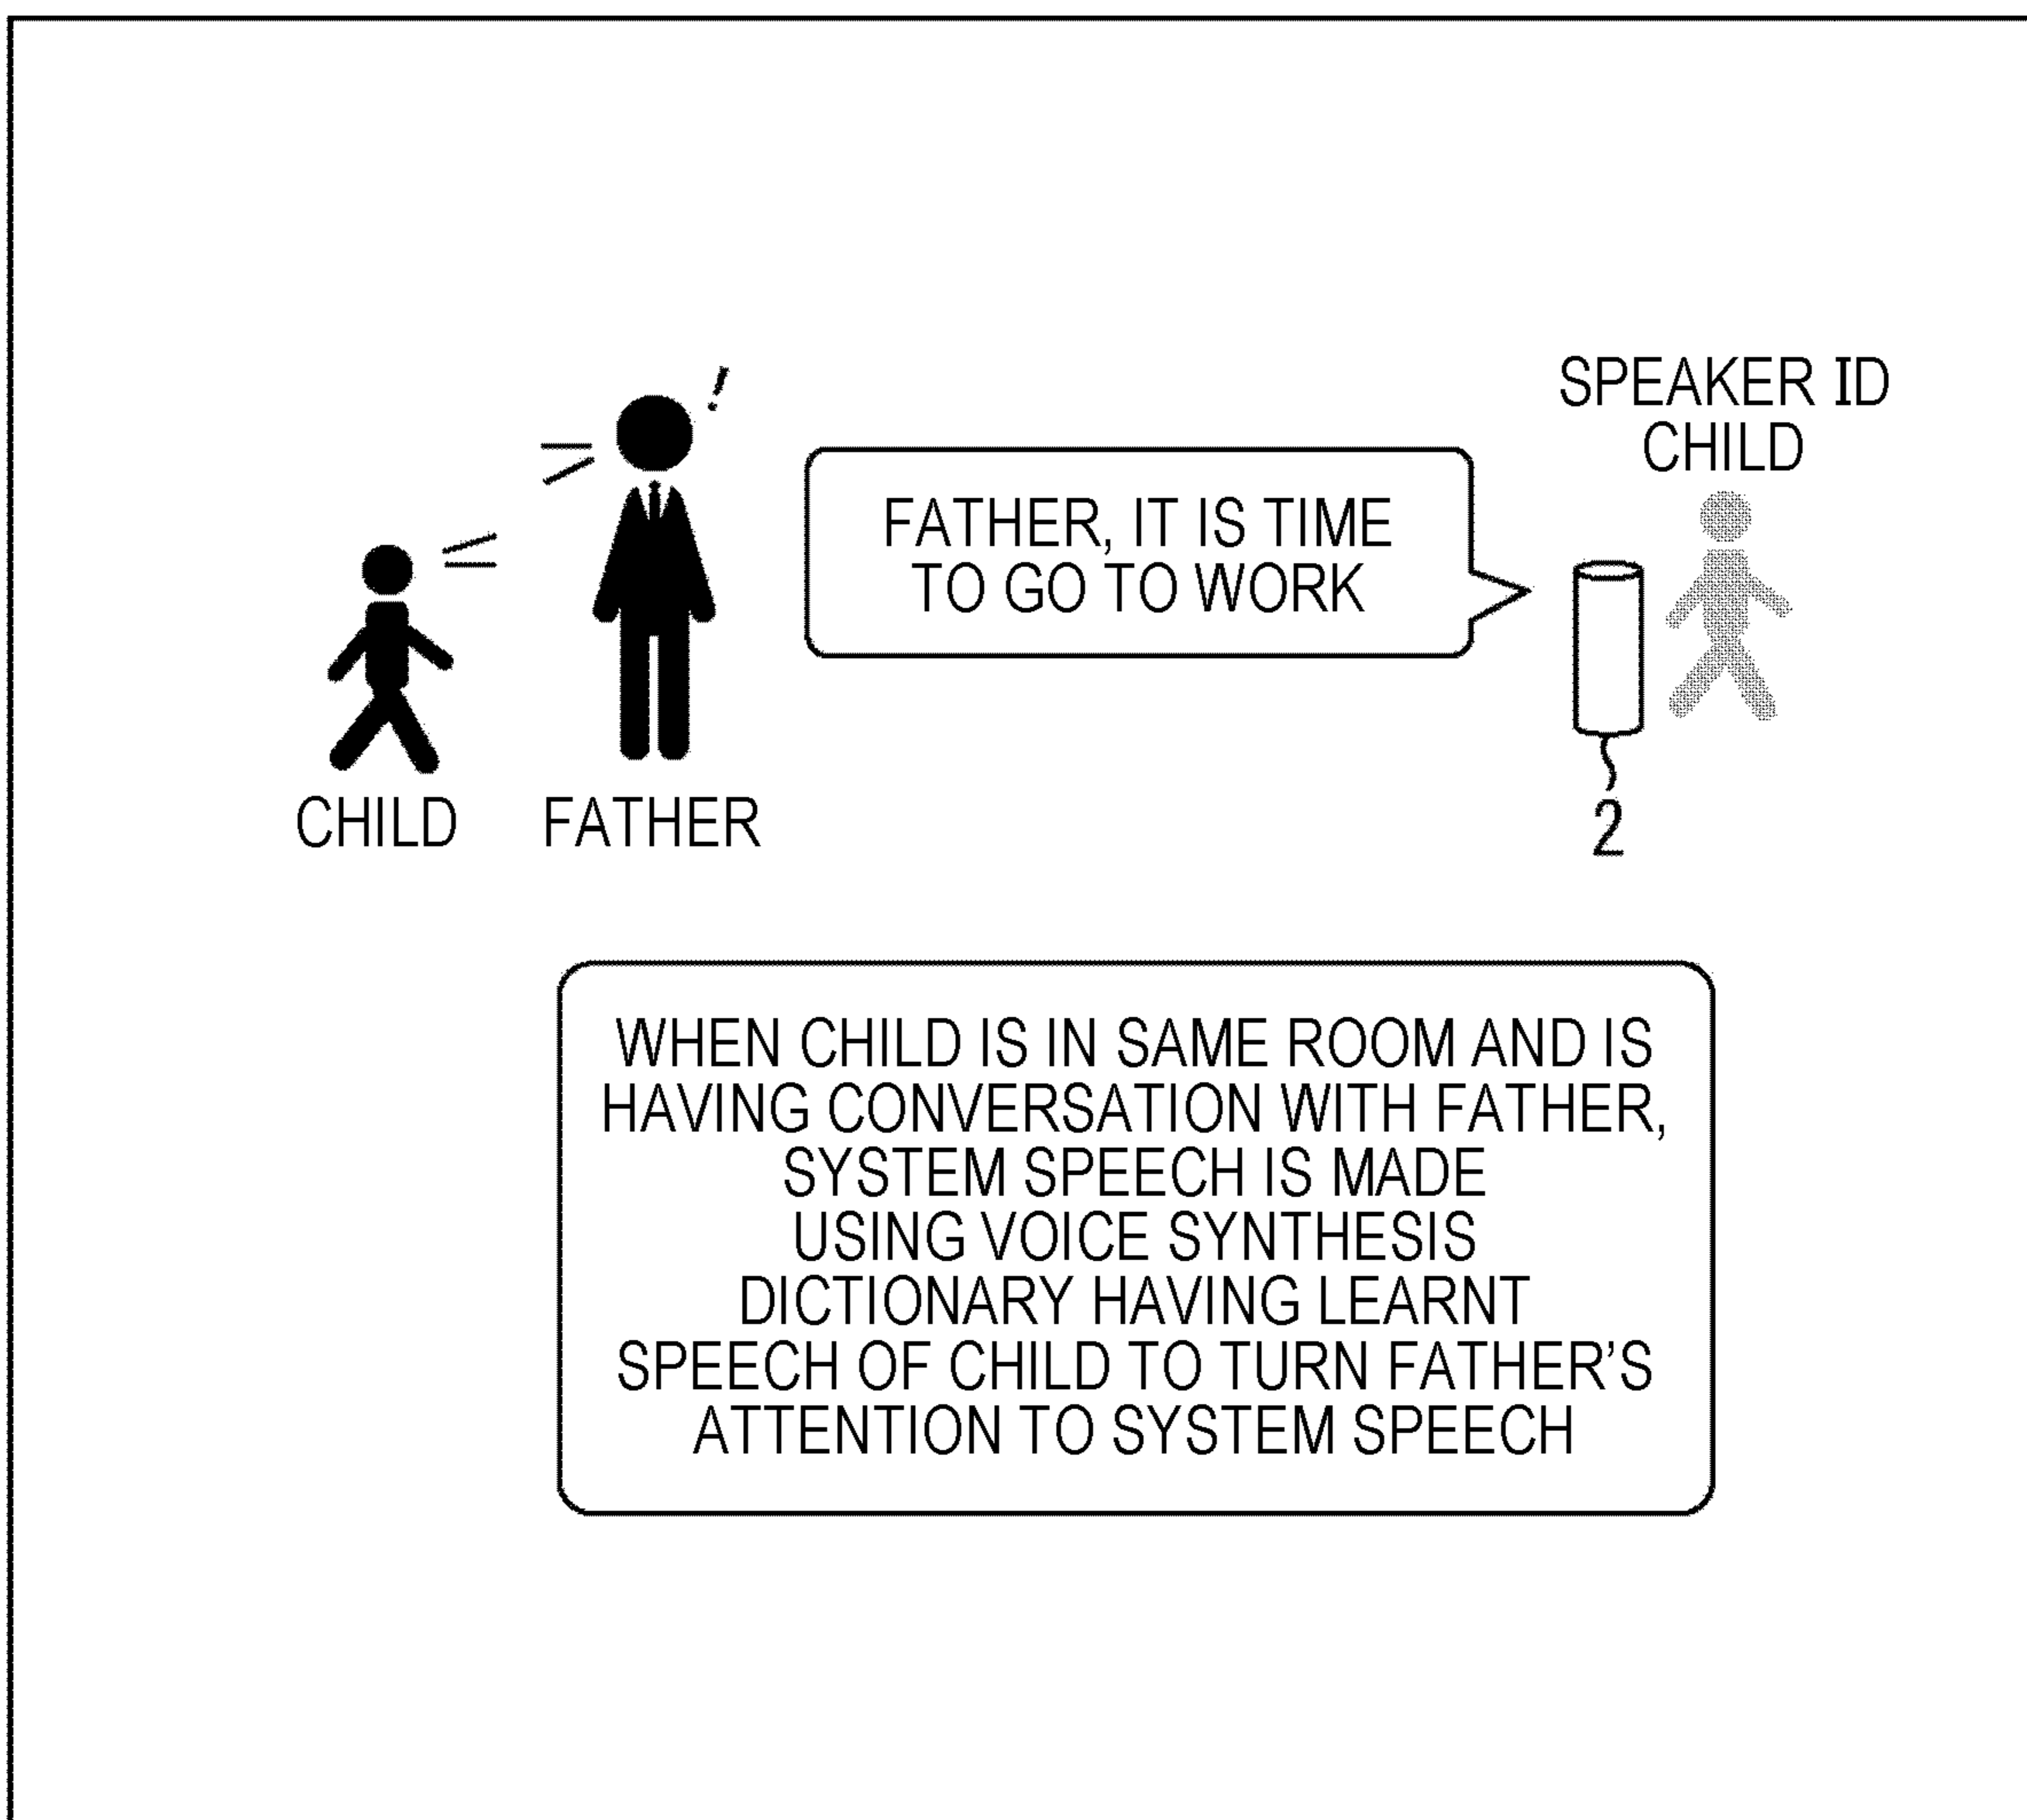 !
SPEAKER ID
CHILD
FATHER, IT IS TIME
TO GO TO WORK
CHILD
FATHER
2
WHEN CHILD IS IN SAME ROOM AND IS
HAVING CONVERSATION WITH FATHER,
SYSTEM SPEECH IS MADE
USING VOICE SYNTHESIS
DICTIONARY HAVING LEARNT
SPEECH OF CHILD TO TURN FATHER’S
ATTENTION TO SYSTEM SPEECH